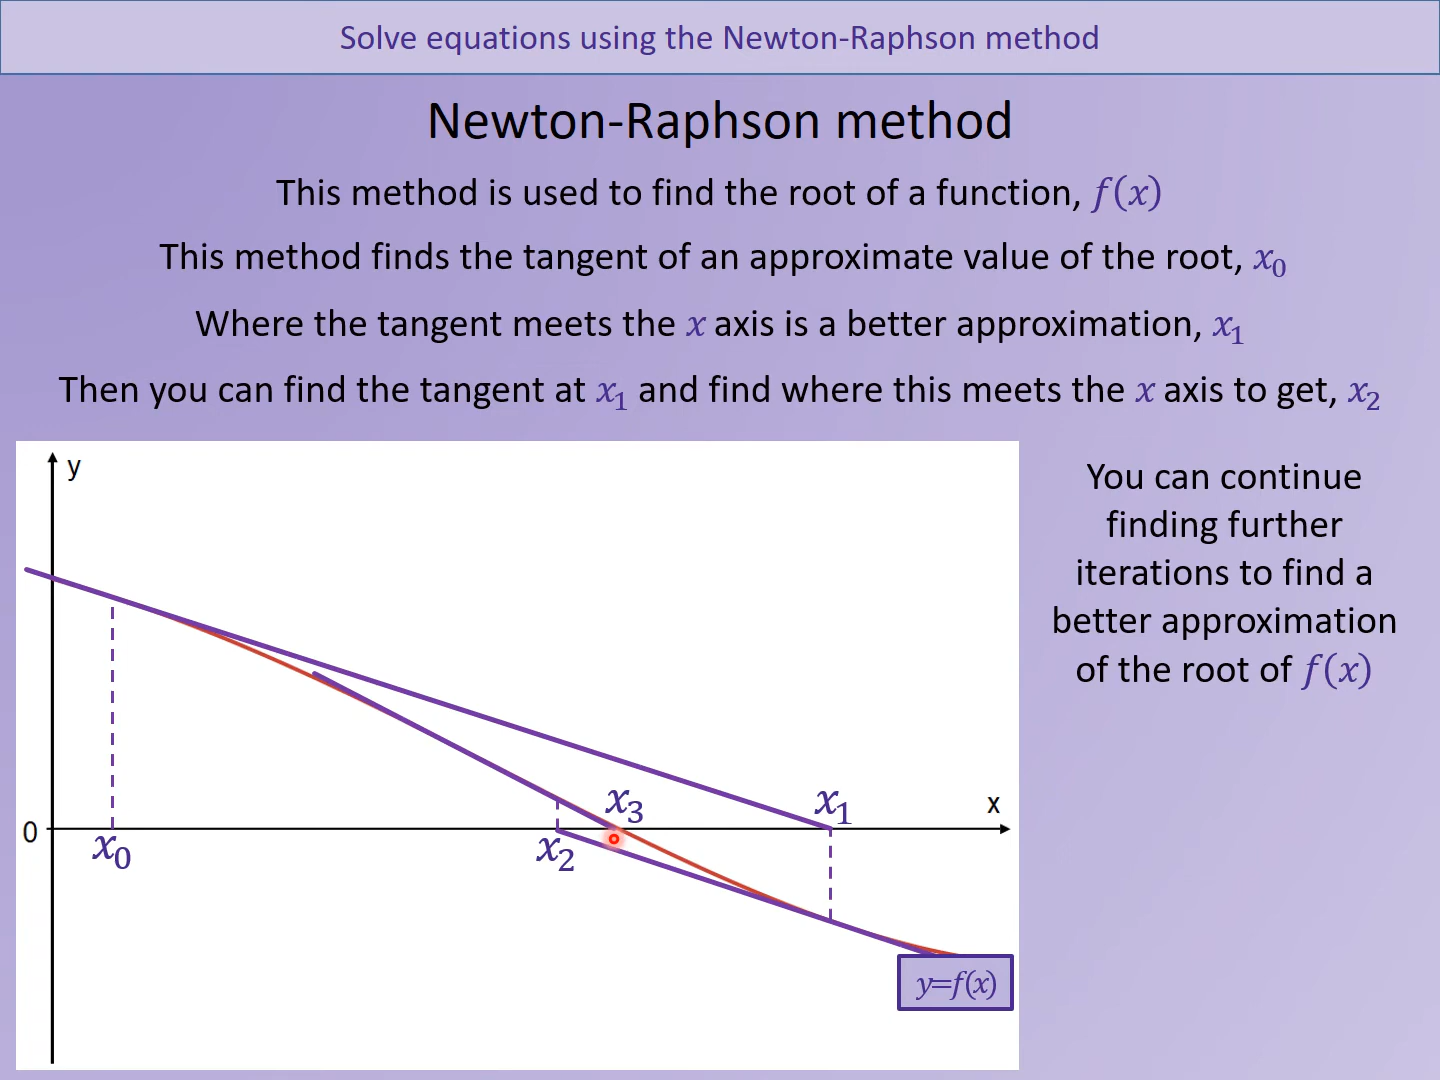 Solve equations using the Newton-Raphson method
Newton-Raphson method
This method is used to find the root of a function, f(x)
This method finds the tangent of an approximate value of the root, x₀
Where the tangent meets the x axis is a better approximation, x₁
Then you can find the tangent at x₁ and find where this meets the x axis to get, x₂
You can continue
finding further
iterations to find a
better approximation
of the root of f(x)
y
x
0
x₀
x₂
x₃
x₁
y=f(x)